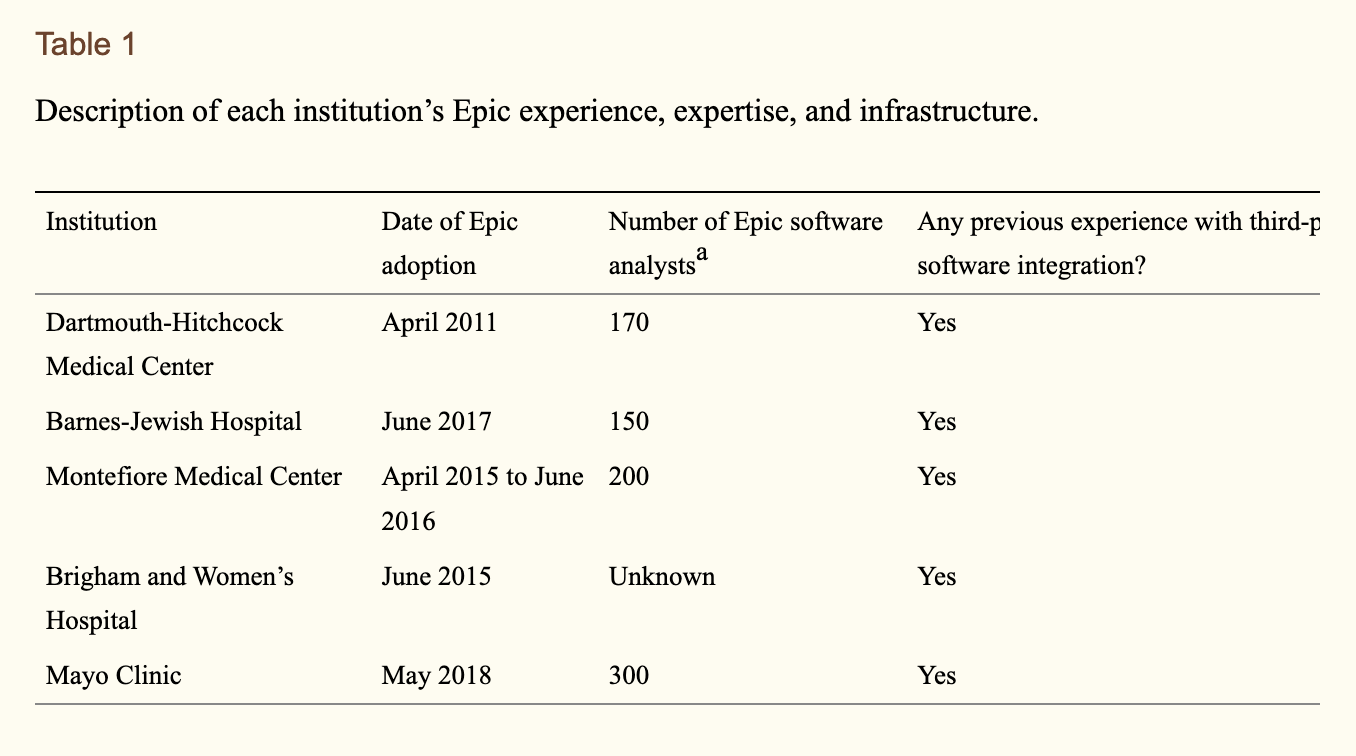 Table 1
Description of each institution’s Epic experience, expertise, and infrastructure.
Institution
Date of Epic
adoption
Number of Epic software
analystsa
Any previous experience with third-p
software integration?
Dartmouth-Hitchcock
Medical Center
April 2011
170
Yes
Barnes-Jewish Hospital
June 2017
150
Yes
Montefiore Medical Center
April 2015 to June
2016
200
Yes
Brigham and Women’s
Hospital
June 2015
Unknown
Yes
Mayo Clinic
May 2018
300
Yes